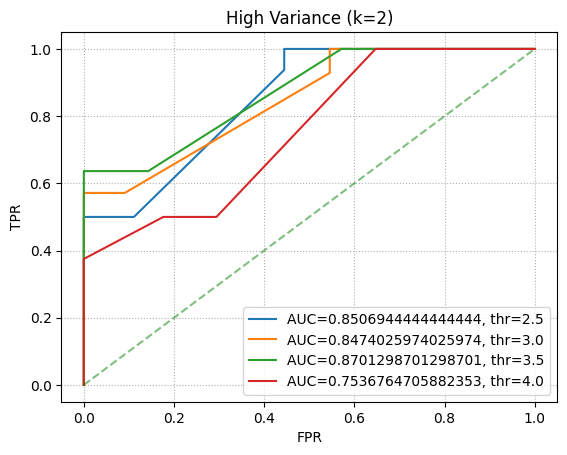 High Variance (k=2)
1.0
0.8
0.6
0.4
0.2
0.0
TPR
AUC=0.8506944444444444, thr=2.5
AUC=0.8474025974025974, thr=3.0
AUC=0.8701298701298701, thr=3.5
AUC=0.7536764705882353, thr=4.0
0.0 0.2 0.4 0.6 0.8 1.0
FPR